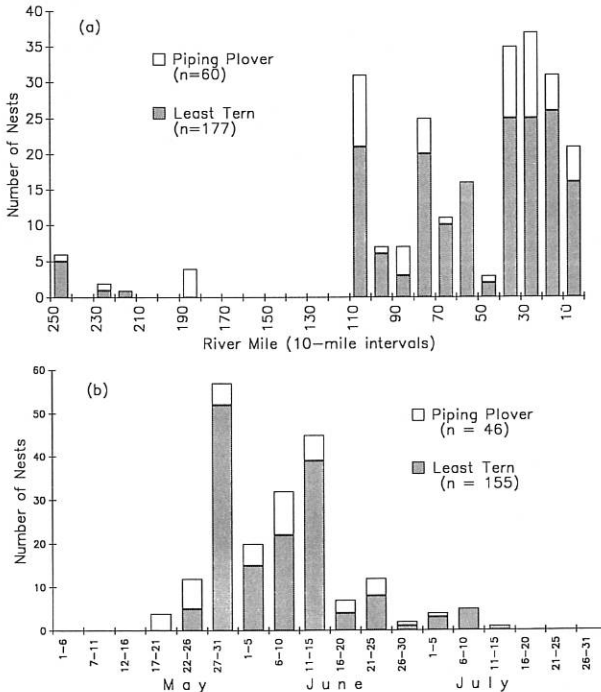 (a)
Piping Plover
(n=60)
Least Tern
(n=177)
Number of Nests
40
35
30
25
20
15
10
5
0
250 230 210 190 170 150 130 110 90 70 50 30 10
River Mile (10-mile intervals)
(b)
Piping Plover
(n = 46)
Least Tern
(n = 155)
Number of Nests
60
50
40
30
20
10
0
1-6 7-11 12-16 17-21 22-26 27-31 1-5 6-10 11-15 16-20 21-25 26-30 1-5 6-10 11-15 16-20 21-25 26-31
May June July